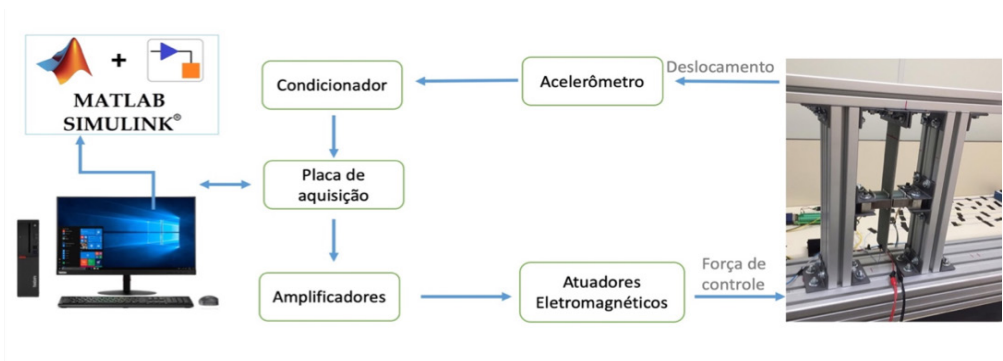 MATLAB
SIMULINK®
Condicionador
Acelerômetro
Deslocamento
Placa de
aquisição
Amplificadores
Atuadores
Eletromagnéticos
Força de
controle